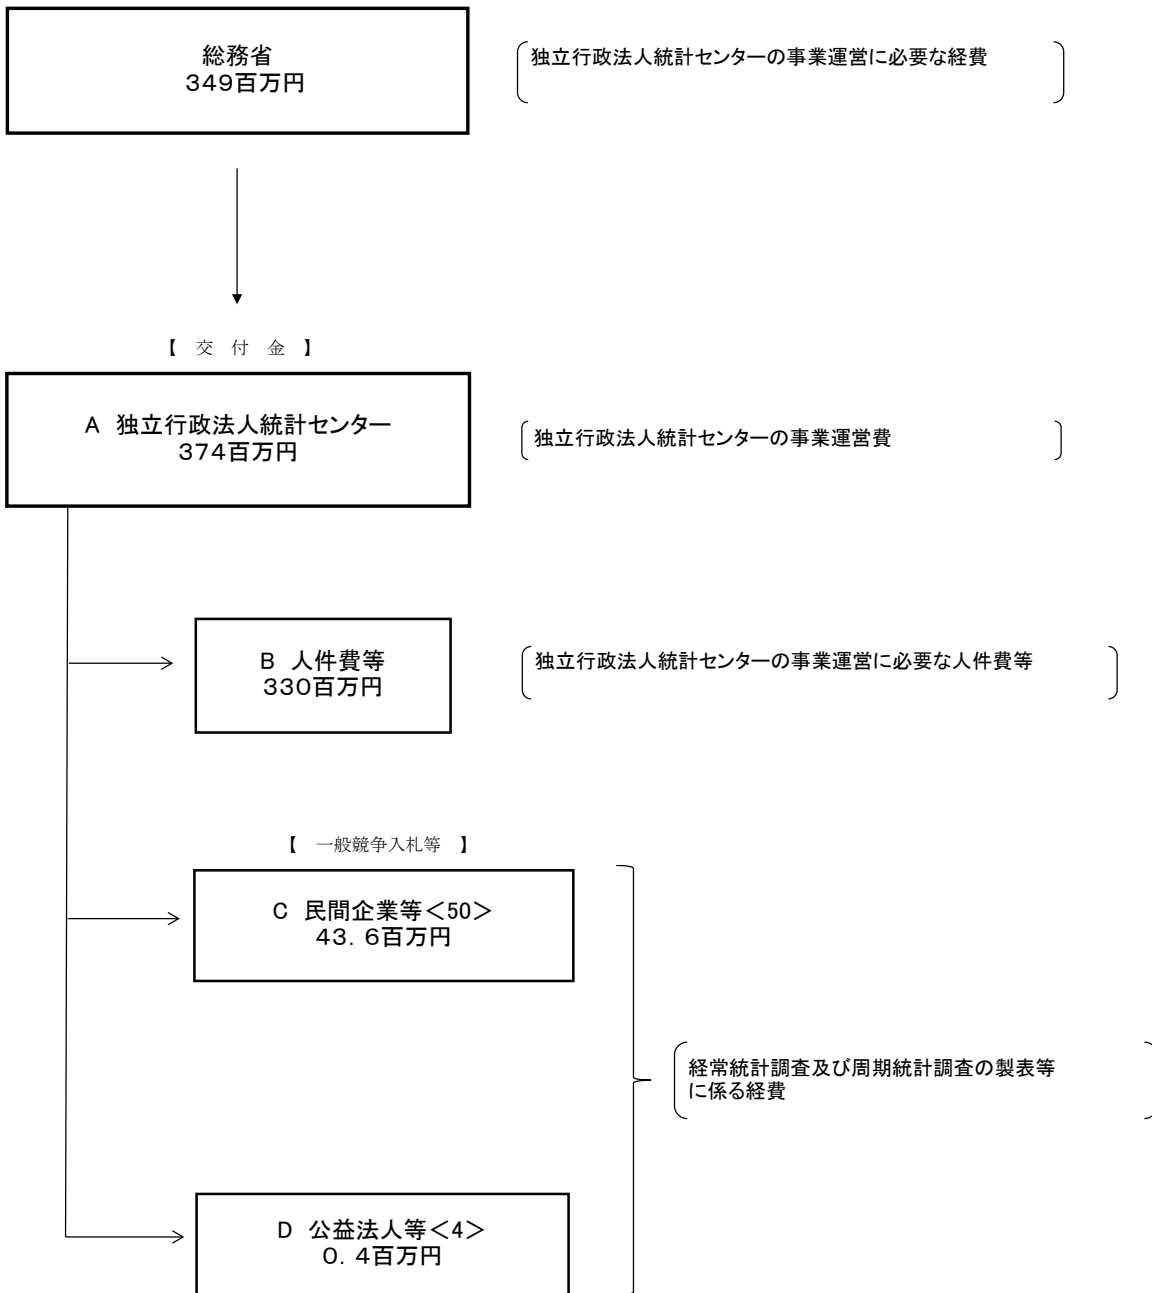 総務省
349百万円
独立行政法人統計センターの事業運営に必要な経費
【 交 付 金 】
A 独立行政法人統計センター
374百万円
独立行政法人統計センターの事業運営費
B 人件費等
330百万円
独立行政法人統計センターの事業運営に必要な人件費等
【 一般競争入札等 】
C 民間企業等＜50＞
43．6百万円
経常統計調査及び周期統計調査の製表等
に係る経費
D 公益法人等＜4＞
0．4百万円